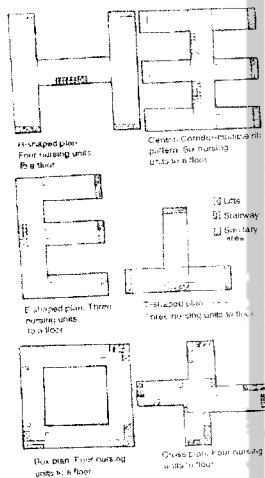 H-shaped plan
Four nursing units
to a floor
Centre Corridor-multiple rib
pattern. Six nursing
units to a floor
Lifts
Stairway
Sanitary
area
E shaped plan. Three
nursing units
to a floor
T-shaped plan
Three nursing units to floor
Box plan. Four nursing
units to a floor
Cross plan. Four nursing
units to floor